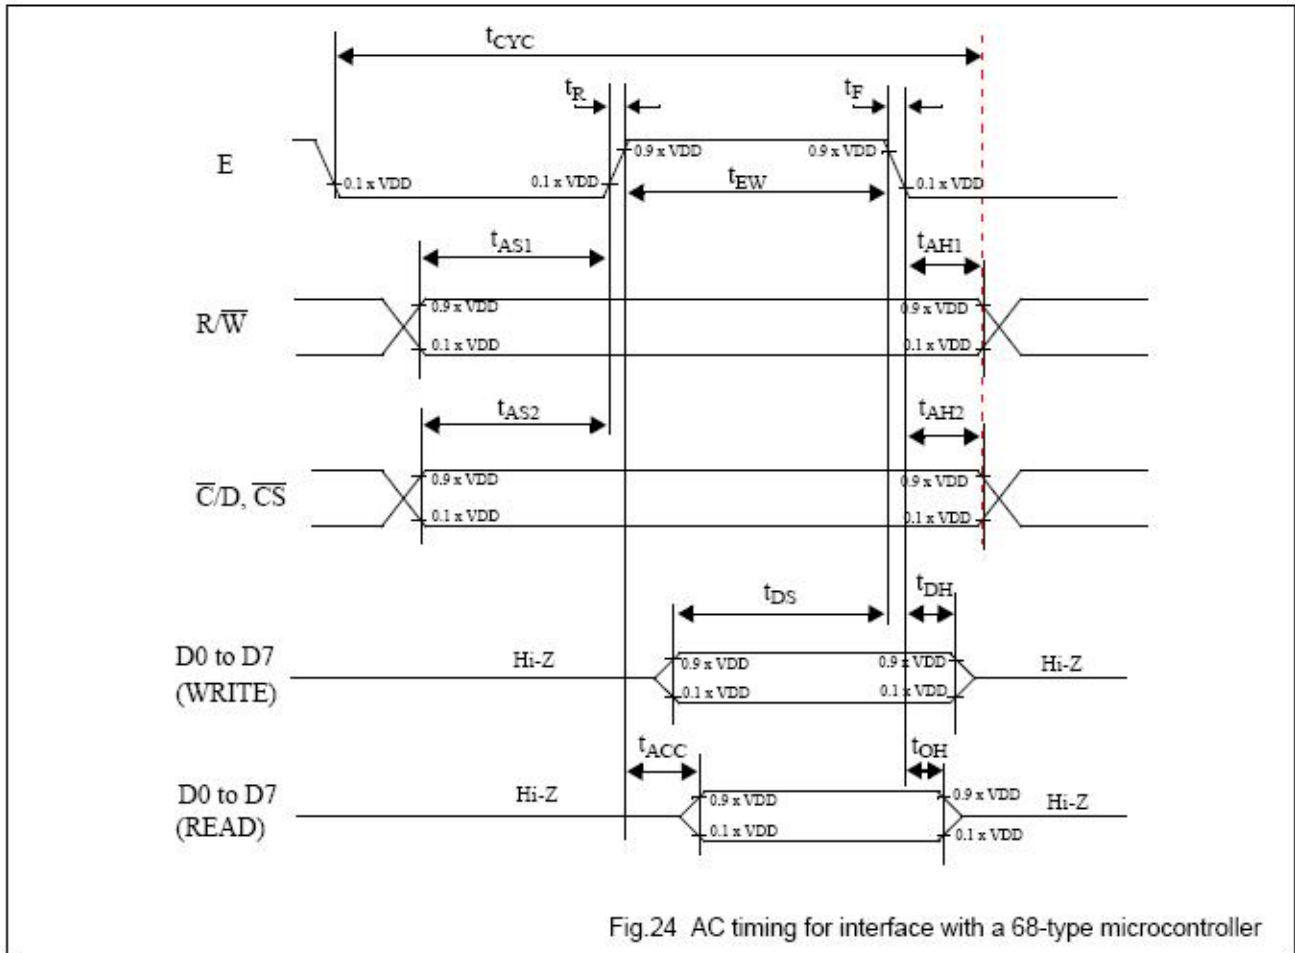 tCYC
tR
tF
E
0.9 x VDD 0.9 x VDD
0.1 x VDD 0.1 x VDD tEW 0.1 x VDD
tAS1 tAH1
R/W̅
0.9 x VDD 0.9 x VDD
0.1 x VDD 0.1 x VDD
tAS2 tAH2
C̅/D, C̅S̅
0.9 x VDD 0.9 x VDD
0.1 x VDD 0.1 x VDD
tDS tDH
D0 to D7 Hi-Z 0.9 x VDD 0.9 x VDD Hi-Z
(WRITE) 0.1 x VDD 0.1 x VDD
tACC tOH
D0 to D7 Hi-Z 0.9 x VDD 0.9 x VDD Hi-Z
(READ) 0.1 x VDD 0.1 x VDD
Fig.24 AC timing for interface with a 68-type microcontroller